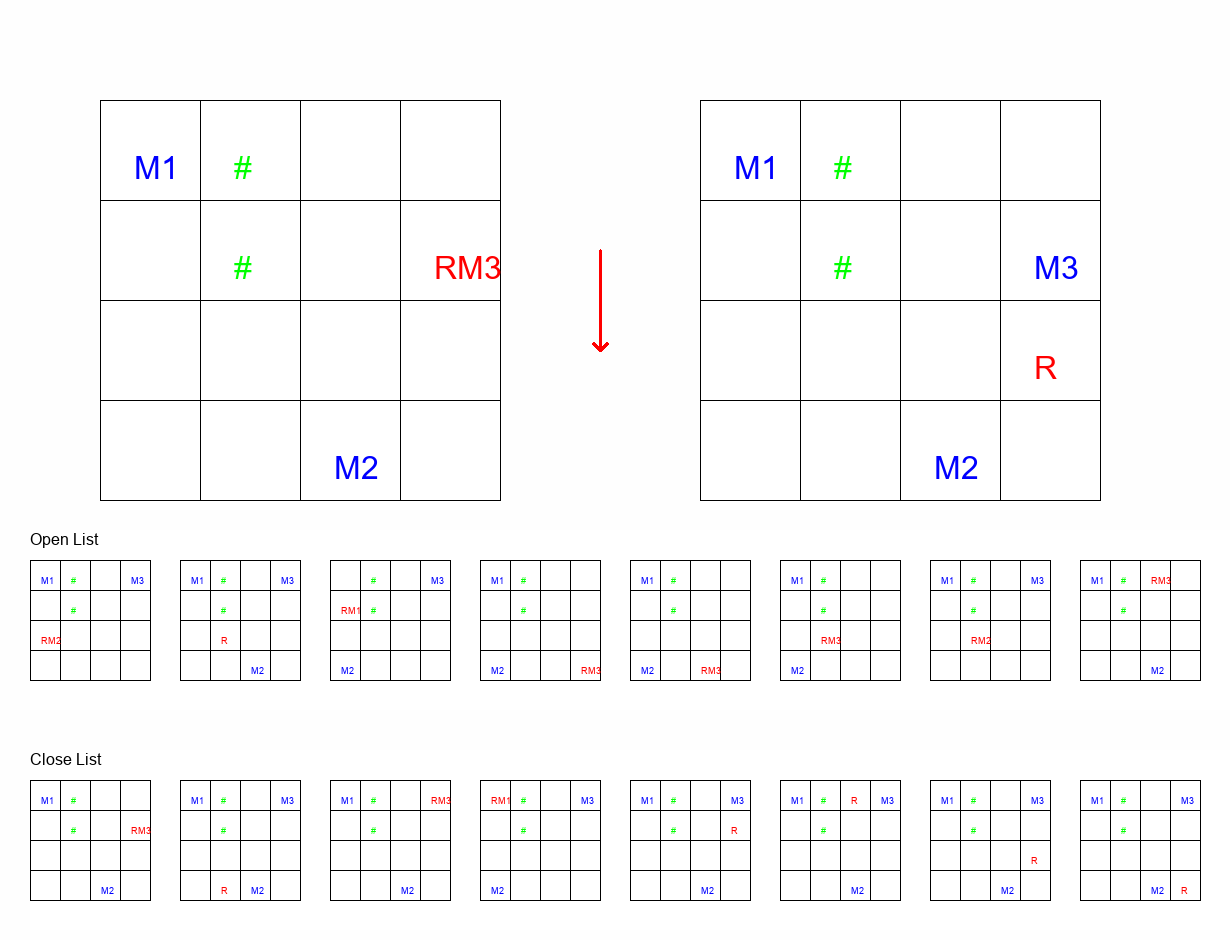 M1 # M1 #
# RM3 # M3
R
M2 M2
Open List
M1 # M3 M1 # M3 # M3 M1 # M1 # M1 # M1 # M3 M1 # RM3
# # RM1 # # # # # #
RM2 R RM3 RM2
M2 M2 M2 RM3 M2 RM3 M2 M2
Close List
M1 # M1 # M3 M1 # RM3 RM1 # M3 M1 # M3 M1 # R M3 M1 # M3 M1 # M3
# RM3 # # # # R # # #
R
M2 R M2 M2 M2 M2 M2 M2 M2 R